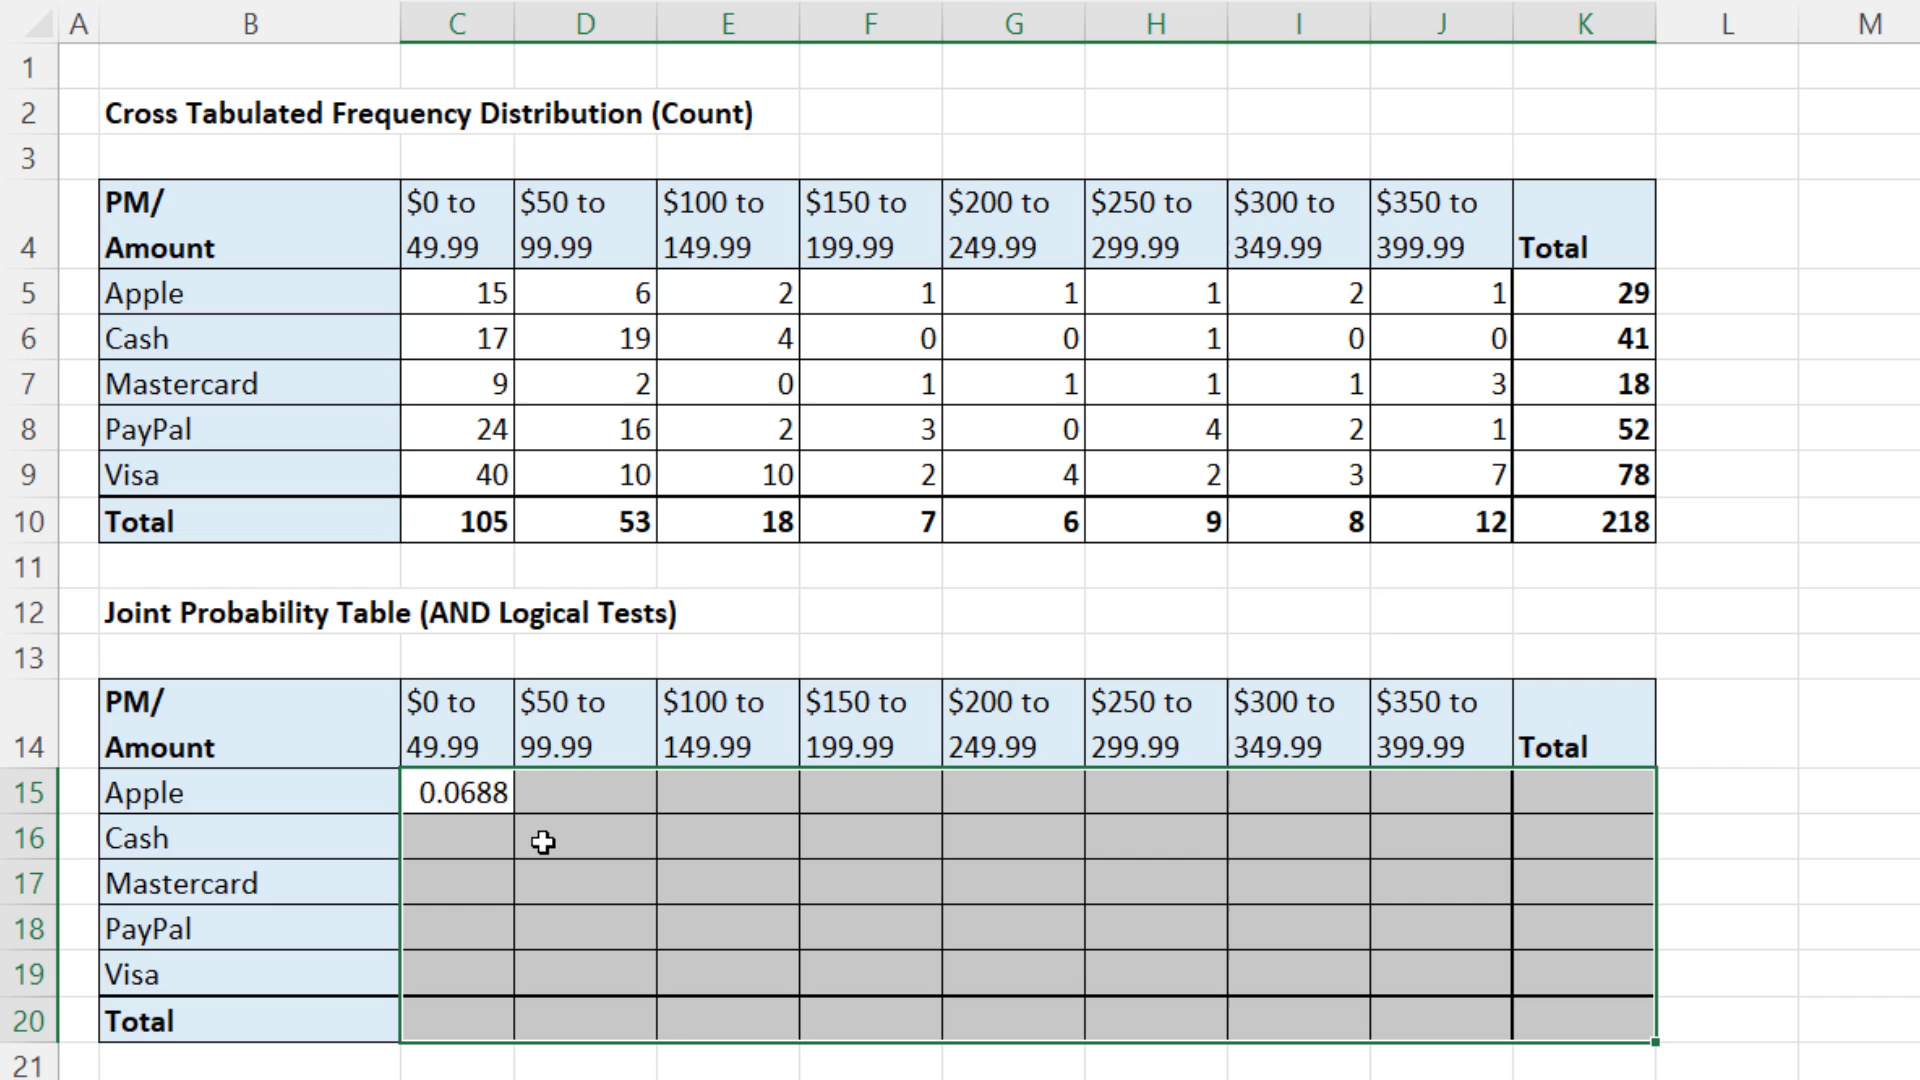 A B C D E F G H I J K L M
1
2 Cross Tabulated Frequency Distribution (Count)
3
PM/ $0 to $50 to $100 to $150 to $200 to $250 to $300 to $350 to
4 Amount 49.99 99.99 149.99 199.99 249.99 299.99 349.99 399.99 Total
5 Apple 15 6 2 1 1 1 2 1 29
6 Cash 17 19 4 0 0 1 0 0 41
7 Mastercard 9 2 0 1 1 1 1 3 18
8 PayPal 24 16 2 3 0 4 2 1 52
9 Visa 40 10 10 2 4 2 3 7 78
10 Total 105 53 18 7 6 9 8 12 218
11
12 Joint Probability Table (AND Logical Tests)
13
PM/ $0 to $50 to $100 to $150 to $200 to $250 to $300 to $350 to
14 Amount 49.99 99.99 149.99 199.99 249.99 299.99 349.99 399.99 Total
15 Apple 0.0688
16 Cash
17 Mastercard
18 PayPal
19 Visa
20 Total
21